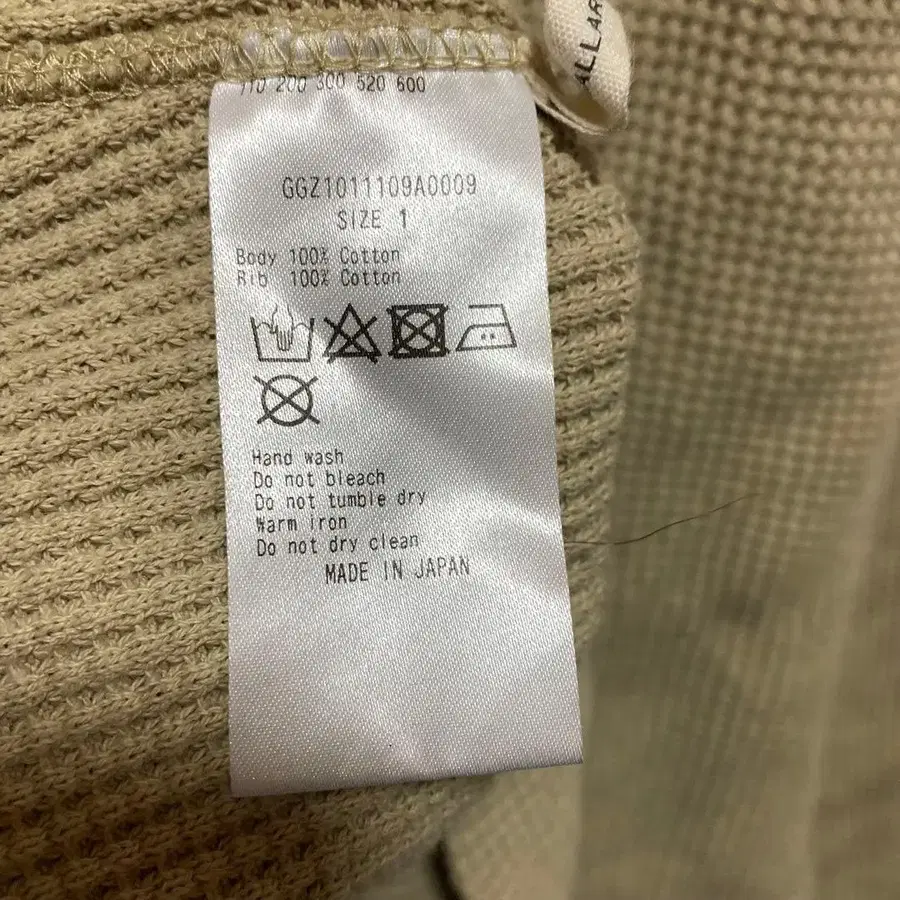 110 200 300 520 600
GGZ1011109A0009
SIZE 1
Body 100% Cotton
Rib 100% Cotton
Hand wash
Do not bleach
Do not tumble dry
Warm iron
Do not dry clean
MADE IN JAPAN